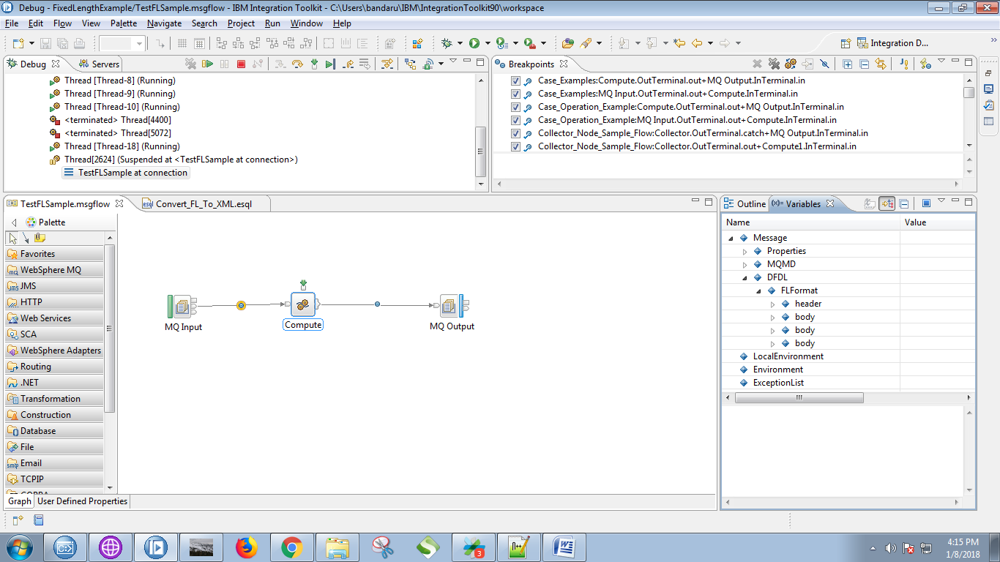 Debug - FixedLengthExample/TestFLSample.msgflow - IBM Integration Toolkit - C:\Users\bandaru\IBM\IntegrationToolkit90\workspace
File Edit Flow View Palette Navigate Search Project Run Window Help
Integration D...
Debug Servers
Thread [Thread-8] (Running)
Thread [Thread-9] (Running)
Thread [Thread-10] (Running)
<terminated> Thread[4400]
<terminated> Thread[5072]
Thread [Thread-18] (Running)
Thread[2624] (Suspended at <TestFLSample at connection>)
TestFLSample at connection
Breakpoints
Case_Examples:Compute.OutTerminal.out+MQ Output.InTerminal.in
Case_Examples:MQ Input.OutTerminal.out+Compute.InTerminal.in
Case_Operation_Example:Compute.OutTerminal.out+MQ Output.InTerminal.in
Case_Operation_Example:MQ Input.OutTerminal.out+Compute.InTerminal.in
Collector_Node_Sample_Flow:Collector.OutTerminal.catch+MQ Output.InTerminal.in
Collector_Node_Sample_Flow:Collector.OutTerminal.out+Compute1.InTerminal.in
TestFLSample.msgflow
esql Convert_FL_To_XML.esql
Palette
Favorites
WebSphere MQ
JMS
HTTP
Web Services
SCA
WebSphere Adapters
Routing
.NET
Transformation
Construction
Database
File
Email
TCPIP
CORBA
MQ Input
Compute
MQ Output
Graph User Defined Properties
Outline (x)= Variables
Name Value
Message
Properties
MQMD
DFDL
FLFormat
header
body
body
body
LocalEnvironment
Environment
ExceptionList
3
4:15 PM
1/8/2018